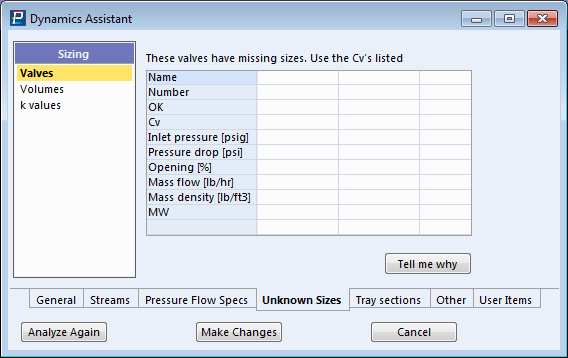 Dynamics Assistant
Sizing
Valves
Volumes
k values
These valves have missing sizes. Use the Cv's listed
Name
Number
OK
Cv
Inlet pressure [psig]
Pressure drop [psi]
Opening [%]
Mass flow [lb/hr]
Mass density [lb/ft3]
MW
Tell me why
General Streams Pressure Flow Specs Unknown Sizes Tray sections Other User Items
Analyze Again Make Changes Cancel